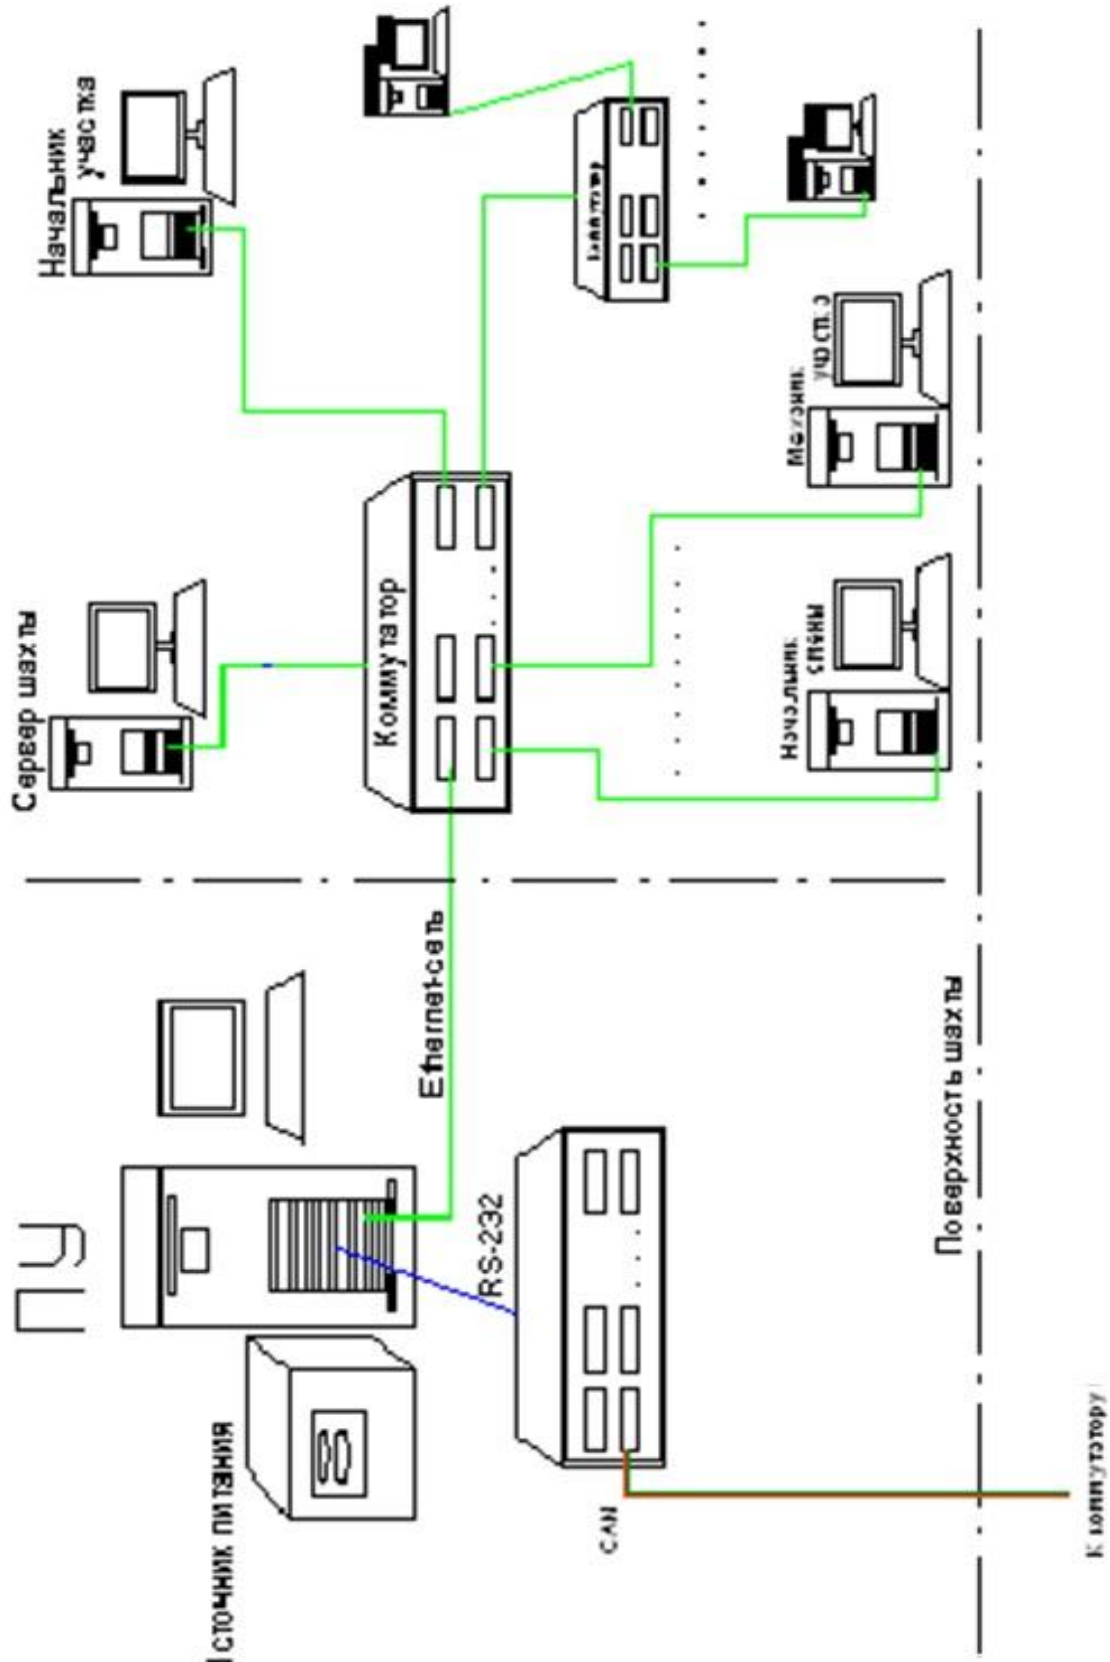 ПУ
Источник питания
RS-232
CAN
Ethernet-сеть
Сервер шахты
Коммутатор
Начальник
участка
Коммутатор
Начальник
смены
Механик
участка
Поверхность шахты
К коммутатору